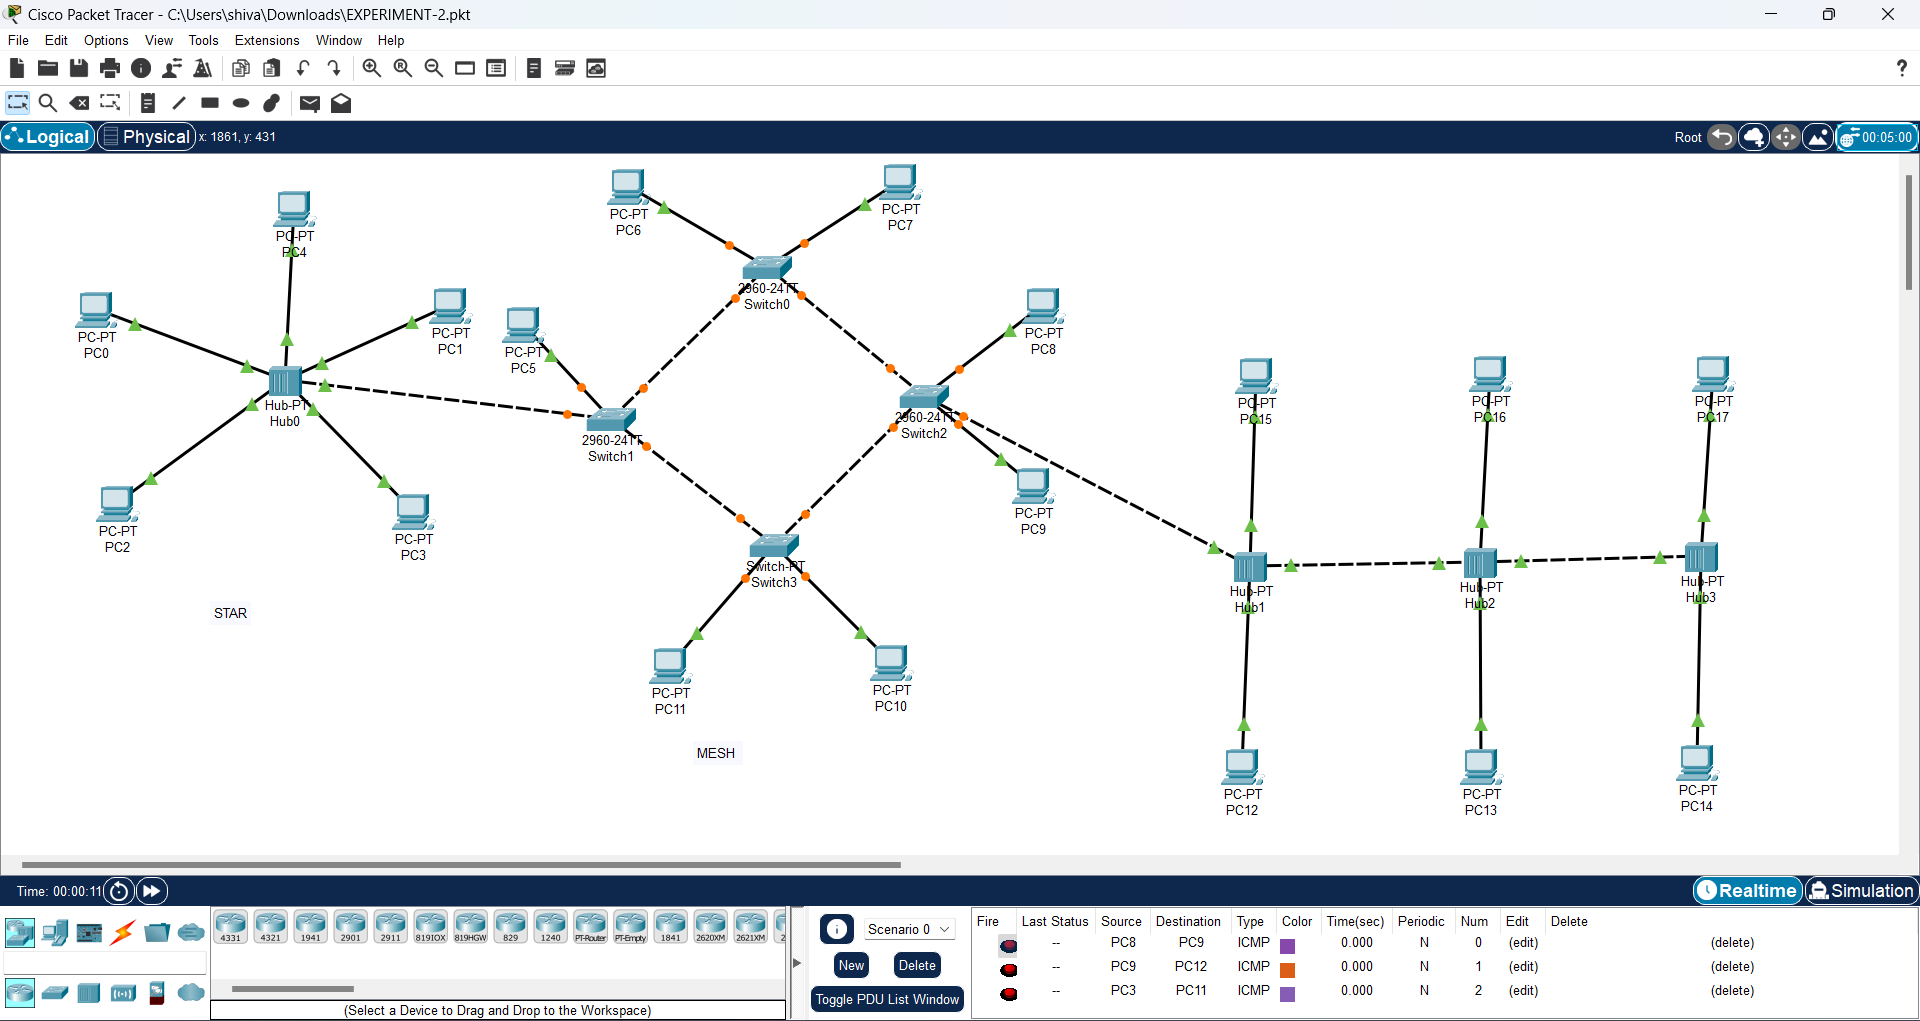 Cisco Packet Tracer - C:\Users\shiva\Downloads\EXPERIMENT-2.pkt
File Edit Options View Tools Extensions Window Help
?
Logical Physical x: 1861, y: 431 Root 00:05:00
PC-PT
PC4
PC-PT
PC0
PC-PT
PC1
Hub-PT
Hub0
PC-PT
PC2
PC-PT
PC3
STAR
PC-PT
PC6
PC-PT
PC7
2960-24TT
Switch0
PC-PT
PC5
PC-PT
PC8
2960-24TT
Switch1
2960-24TT
Switch2
PC-PT
PC9
Switch-PT
Switch3
PC-PT
PC11
PC-PT
PC10
MESH
PC-PT
PC15
PC-PT
PC16
PC-PT
PC17
Hub-PT
Hub1
Hub-PT
Hub2
Hub-PT
Hub3
PC-PT
PC12
PC-PT
PC13
PC-PT
PC14
Time: 00:00:11 Realtime Simulation
4331 4321 1941 2901 2911 819IOX 819HGW 829 1240 PT-Router PT-Empty 1841 2620XM 2621XM 2
(Select a Device to Drag and Drop to the Workspace)
Scenario 0
New Delete
Toggle PDU List Window
Fire Last Status Source Destination Type Color Time(sec) Periodic Num Edit Delete
-- PC8 PC9 ICMP 0.000 N 0 (edit) (delete)
-- PC9 PC12 ICMP 0.000 N 1 (edit) (delete)
-- PC3 PC11 ICMP 0.000 N 2 (edit) (delete)